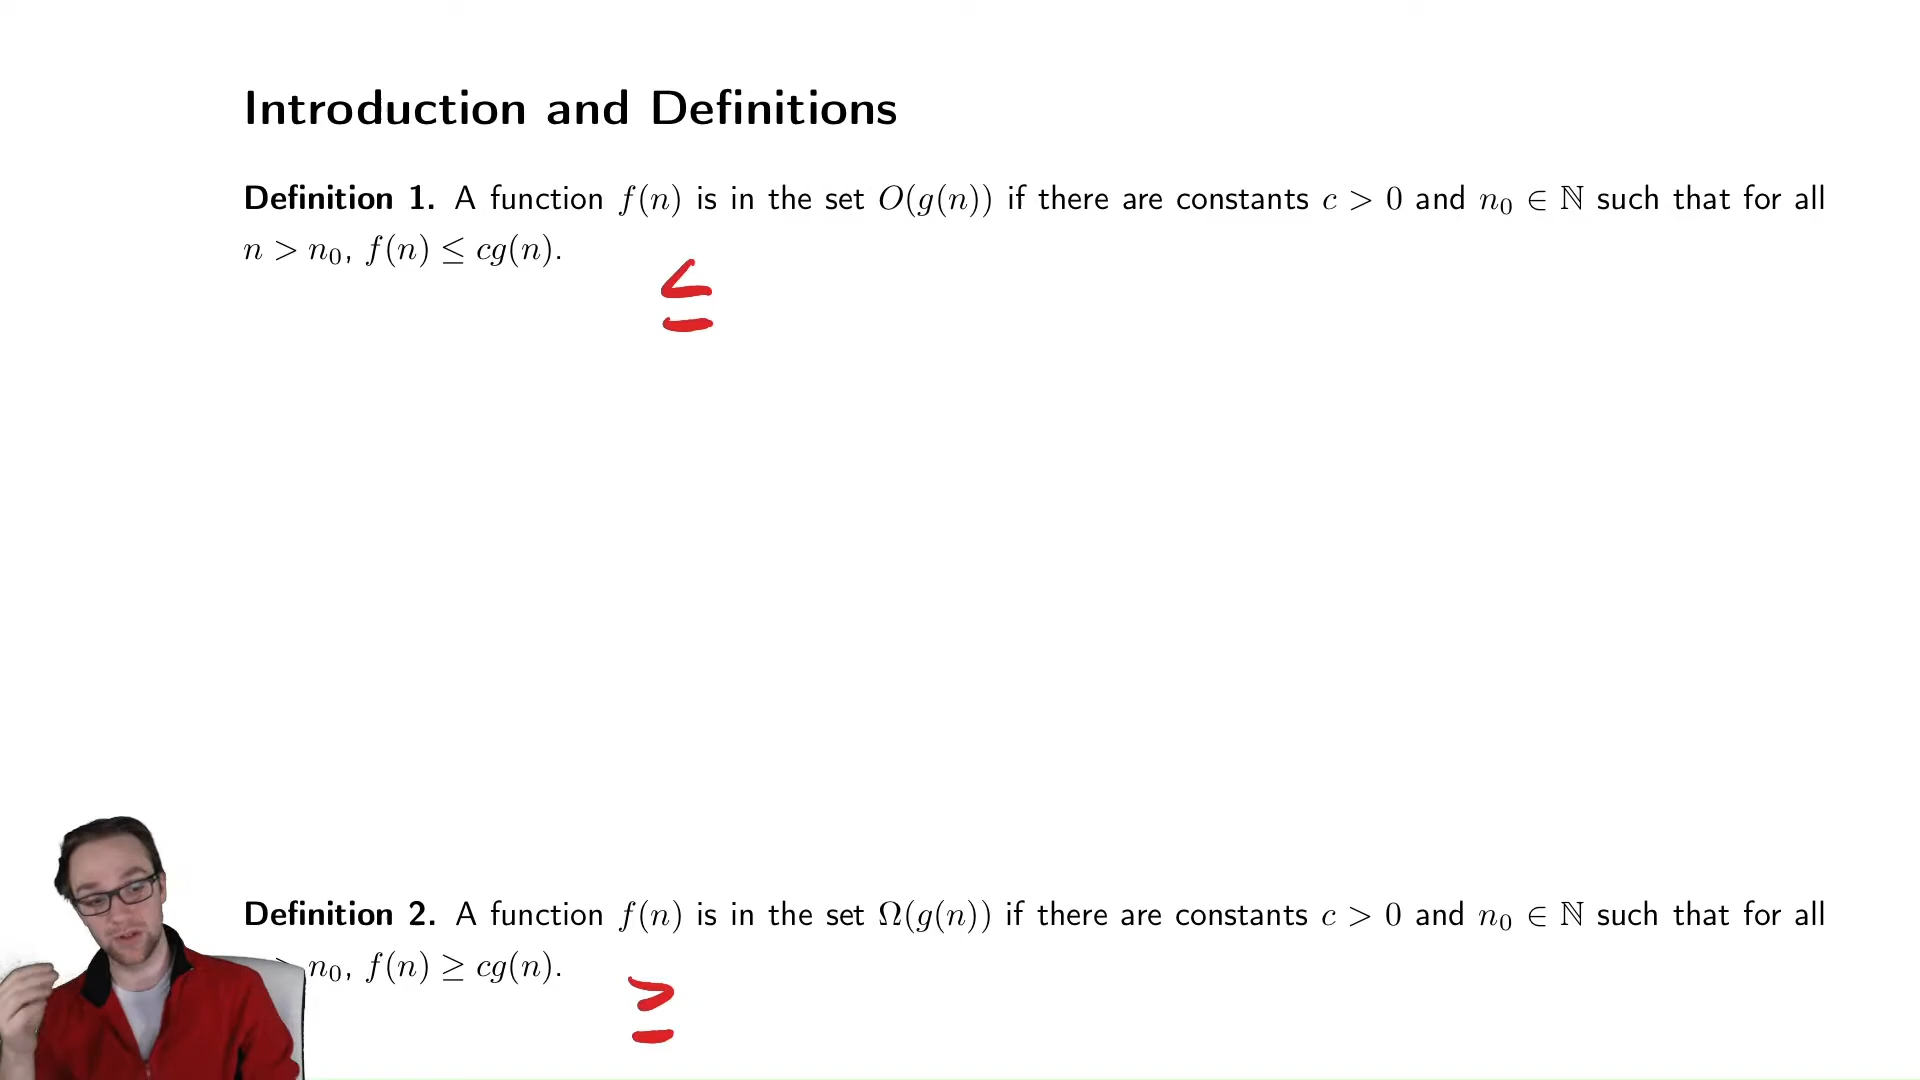 Introduction and Definitions
Definition 1. A function f(n) is in the set O(g(n)) if there are constants c > 0 and n₀ ∈ ℕ such that for all
n > n₀, f(n) ≤ cg(n).
≤
Definition 2. A function f(n) is in the set Ω(g(n)) if there are constants c > 0 and n₀ ∈ ℕ such that for all
> n₀, f(n) ≥ cg(n).
≥